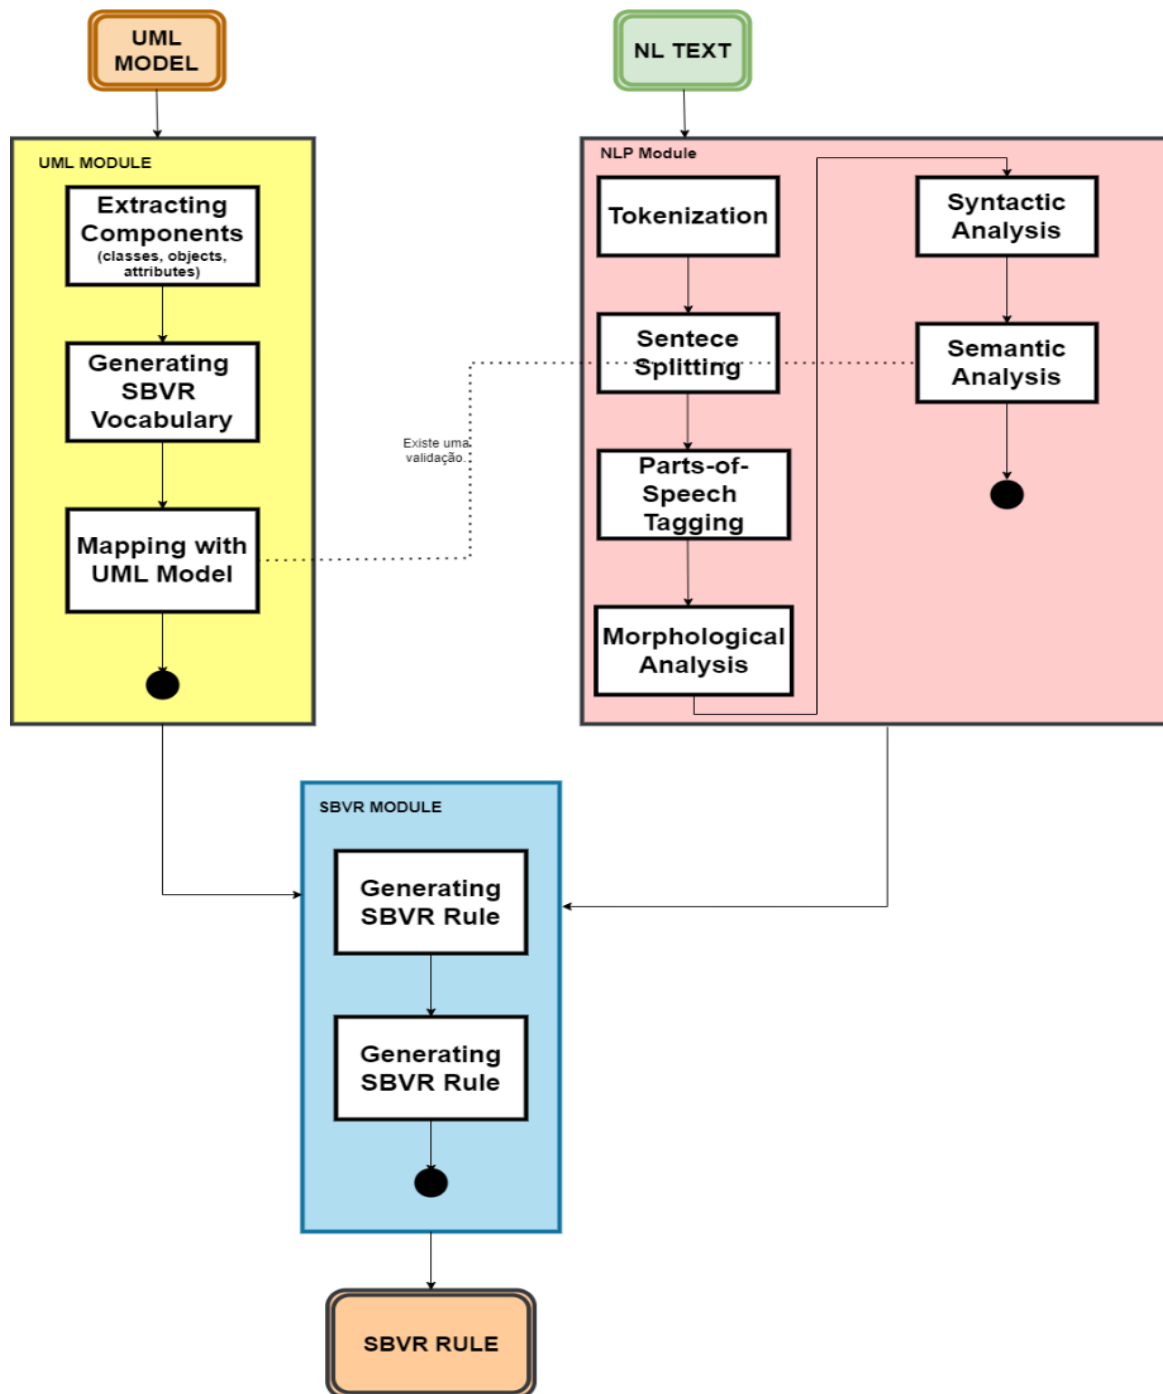 UML
MODEL
NL TEXT
UML MODULE
Extracting
Components
(classes, objects,
attributes)
Generating
SBVR
Vocabulary
Mapping with
UML Model
NLP Module
Tokenization
Sentece
Splitting
Parts-of-
Speech
Tagging
Morphological
Analysis
Syntactic
Analysis
Semantic
Analysis
Existe uma
validação.
SBVR MODULE
Generating
SBVR Rule
Generating
SBVR Rule
SBVR RULE